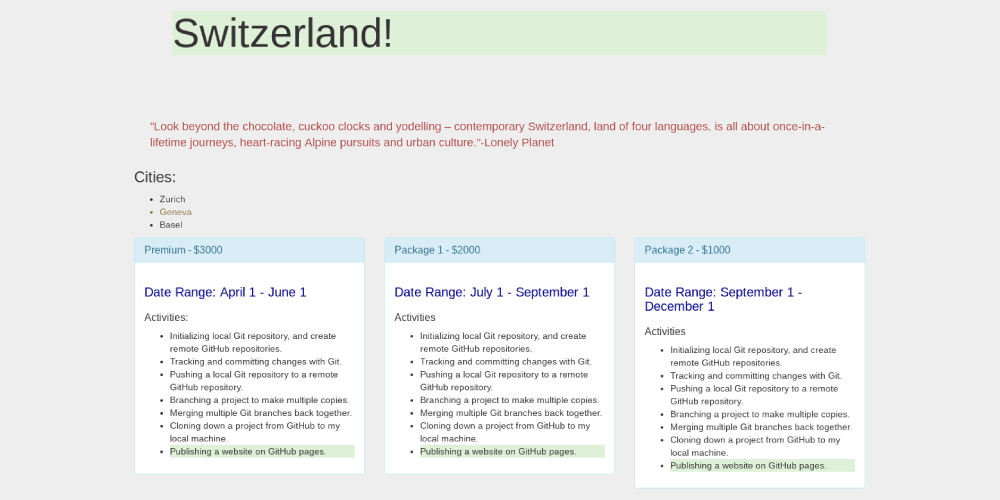 Switzerland!
"Look beyond the chocolate, cuckoo clocks and yodelling – contemporary Switzerland, land of four languages, is all about once-in-a-
lifetime journeys, heart-racing Alpine pursuits and urban culture."-Lonely Planet
Cities:
Zurich
Geneva
Basel
Premium - $3000
Date Range: April 1 - June 1
Activities:
Initializing local Git repository, and create
remote GitHub repositories.
Tracking and committing changes with Git.
Pushing a local Git repository to a remote
GitHub repository.
Branching a project to make multiple copies.
Merging multiple Git branches back together.
Cloning down a project from GitHub to my
local machine.
Publishing a website on GitHub pages.
Package 1 - $2000
Date Range: July 1 - September 1
Activities
Initializing local Git repository, and create
remote GitHub repositories.
Tracking and committing changes with Git.
Pushing a local Git repository to a remote
GitHub repository.
Branching a project to make multiple copies.
Merging multiple Git branches back together.
Cloning down a project from GitHub to my
local machine.
Publishing a website on GitHub pages.
Package 2 - $1000
Date Range: September 1 -
December 1
Activities
Initializing local Git repository, and create
remote GitHub repositories.
Tracking and committing changes with Git.
Pushing a local Git repository to a remote
GitHub repository.
Branching a project to make multiple copies.
Merging multiple Git branches back together.
Cloning down a project from GitHub to my
local machine.
Publishing a website on GitHub pages.